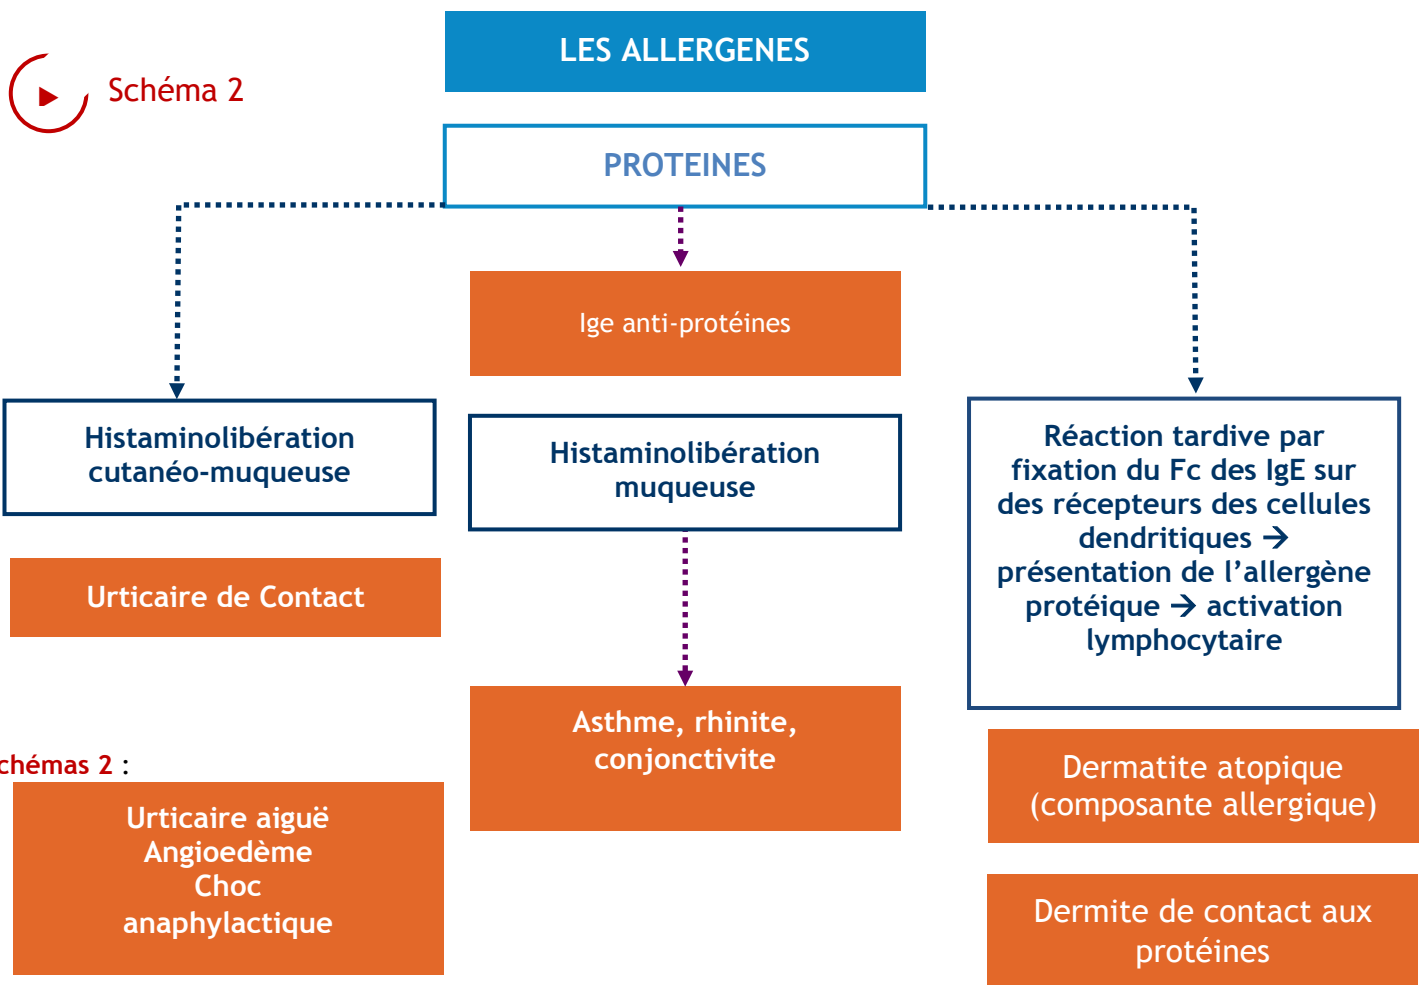 LES ALLERGENES
Schéma 2
PROTEINES
Ige anti-protéines
Histaminolibération
cutanéo-muqueuse
Histaminolibération
muqueuse
Réaction tardive par
fixation du Fc des IgE sur
des récepteurs des cellules
dendritiques →
présentation de l’allergène
protéique → activation
lymphocytaire
Urticaire de Contact
Asthme, rhinite,
conjonctivite
chémas 2 :
Urticaire aiguë
Angioedème
Choc
anaphylactique
Dermatite atopique
(composante allergique)
Dermite de contact aux
protéines